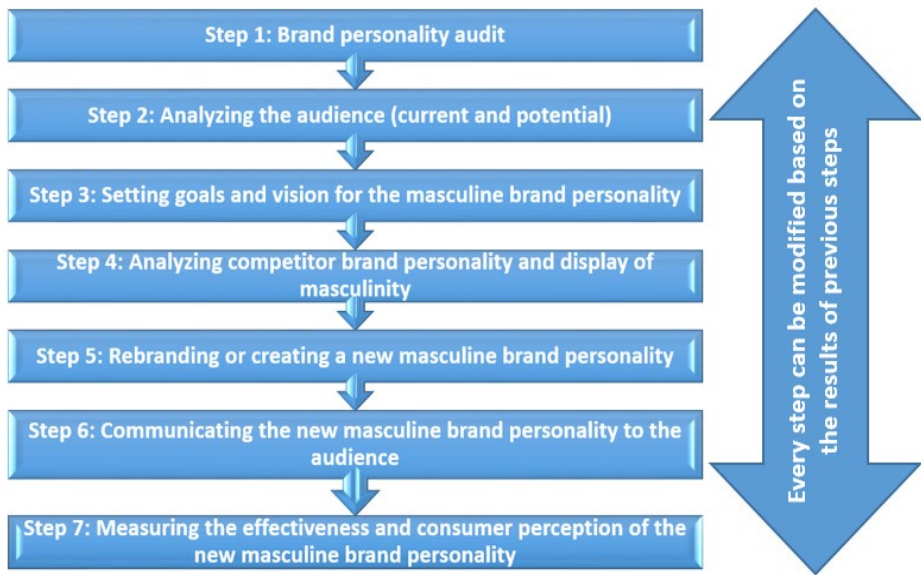 Step 1: Brand personality audit
Step 2: Analyzing the audience (current and potential)
Step 3: Setting goals and vision for the masculine brand personality
Step 4: Analyzing competitor brand personality and display of
masculinity
Step 5: Rebranding or creating a new masculine brand personality
Step 6: Communicating the new masculine brand personality to the
audience
Step 7: Measuring the effectiveness and consumer perception of the
new masculine brand personality
Every step can be modified based on
the results of previous steps